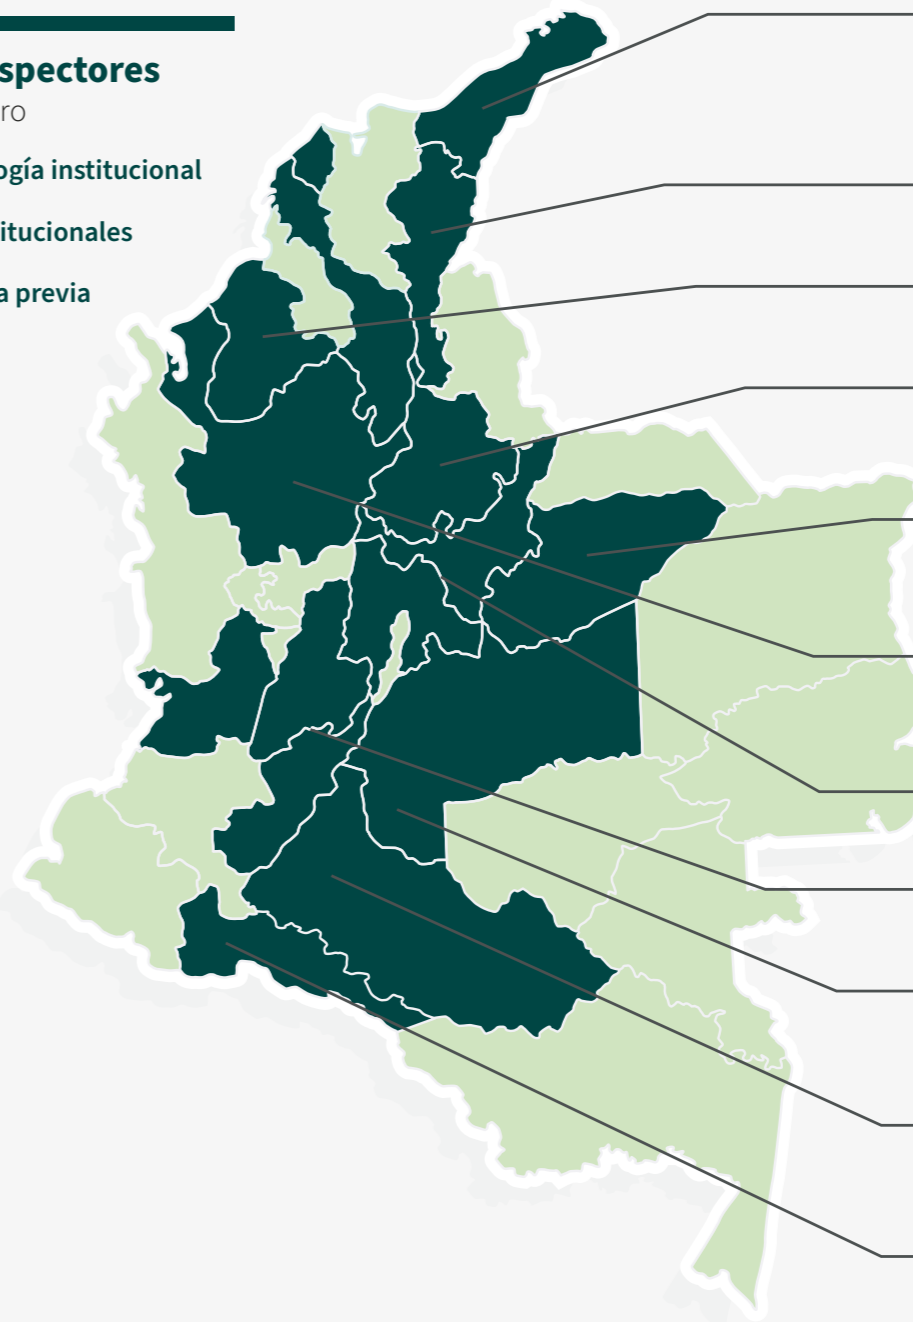 spectores
ro
ogía institucional
itucionales
a previa